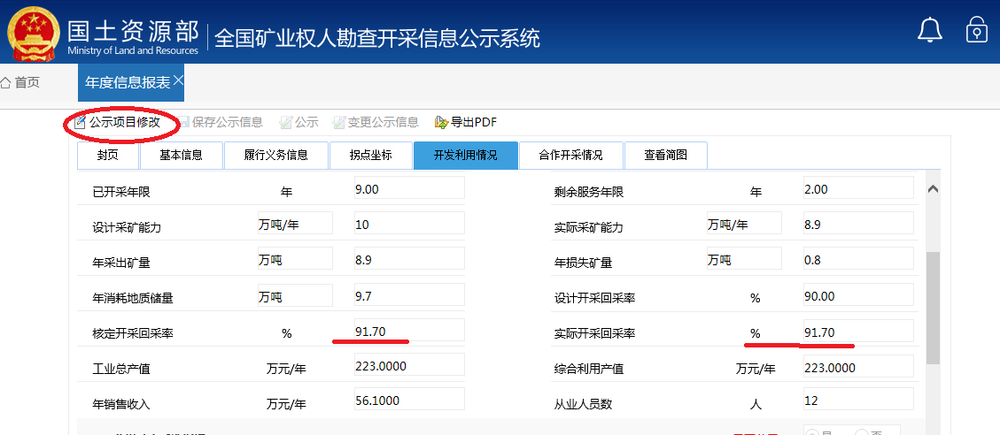 国土资源部
Ministry of Land and Resources
全国矿业权人勘查开采信息公示系统
首页
年度信息报表
公示项目修改 保存公示信息 公示 变更公示信息 导出PDF
封页 基本信息 履行义务信息 拐点坐标 开发利用情况 合作开采情况 查看简图
已开采年限 年 9.00 剩余服务年限 年 2.00
设计采矿能力 万吨/年 10 实际采矿能力 万吨/年 8.9
年采出矿量 万吨 8.9 年损失矿量 万吨 0.8
年消耗地质储量 万吨 9.7 设计开采回采率 % 90.00
核定开采回采率 % 91.70 实际开采回采率 % 91.70
工业总产值 万元/年 223.0000 综合利用产值 万元/年 223.0000
年销售收入 万元/年 56.1000 从业人员数 人 12